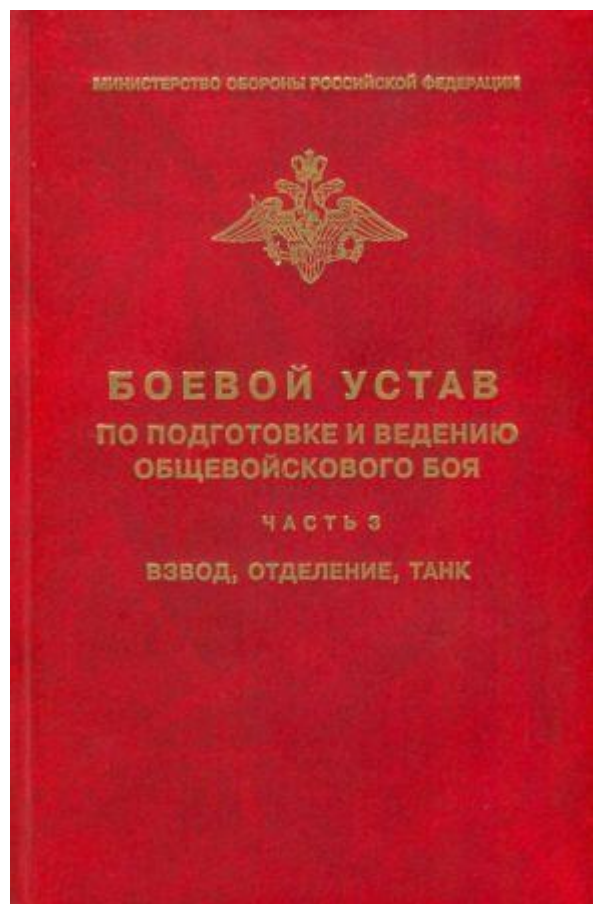 МИНИСТЕРСТВО ОБОРОНЫ РОССИЙСКОЙ ФЕДЕРАЦИИ
БОЕВОЙ УСТАВ
ПО ПОДГОТОВКЕ И ВЕДЕНИЮ
ОБЩЕВОЙСКОВОГО БОЯ
ЧАСТЬ 3
ВЗВОД, ОТДЕЛЕНИЕ, ТАНК